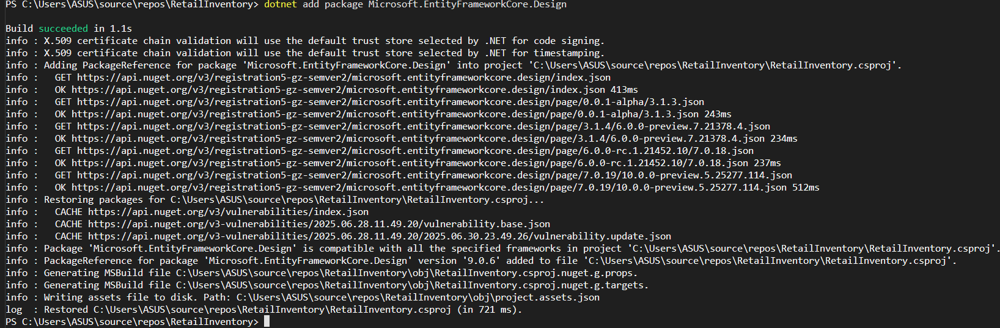 PS C:\Users\ASUS\source\repos\RetailInventory> dotnet add package Microsoft.EntityFrameworkCore.Design
Build succeeded in 1.1s
info : X.509 certificate chain validation will use the default trust store selected by .NET for code signing.
info : X.509 certificate chain validation will use the default trust store selected by .NET for timestamping.
info : Adding PackageReference for package 'Microsoft.EntityFrameworkCore.Design' into project 'C:\Users\ASUS\source\repos\RetailInventory\RetailInventory.csproj'.
info :   GET https://api.nuget.org/v3/registration5-gz-semver2/microsoft.entityframeworkcore.design/index.json
info :   OK https://api.nuget.org/v3/registration5-gz-semver2/microsoft.entityframeworkcore.design/index.json 413ms
info :   GET https://api.nuget.org/v3/registration5-gz-semver2/microsoft.entityframeworkcore.design/page/0.0.1-alpha/3.1.3.json
info :   OK https://api.nuget.org/v3/registration5-gz-semver2/microsoft.entityframeworkcore.design/page/0.0.1-alpha/3.1.3.json 243ms
info :   GET https://api.nuget.org/v3/registration5-gz-semver2/microsoft.entityframeworkcore.design/page/3.1.4/6.0.0-preview.7.21378.4.json
info :   OK https://api.nuget.org/v3/registration5-gz-semver2/microsoft.entityframeworkcore.design/page/3.1.4/6.0.0-preview.7.21378.4.json 234ms
info :   GET https://api.nuget.org/v3/registration5-gz-semver2/microsoft.entityframeworkcore.design/page/6.0.0-rc.1.21452.10/7.0.18.json
info :   OK https://api.nuget.org/v3/registration5-gz-semver2/microsoft.entityframeworkcore.design/page/6.0.0-rc.1.21452.10/7.0.18.json 237ms
info :   GET https://api.nuget.org/v3/registration5-gz-semver2/microsoft.entityframeworkcore.design/page/7.0.19/10.0.0-preview.5.25277.114.json
info :   OK https://api.nuget.org/v3/registration5-gz-semver2/microsoft.entityframeworkcore.design/page/7.0.19/10.0.0-preview.5.25277.114.json 512ms
info : Restoring packages for C:\Users\ASUS\source\repos\RetailInventory\RetailInventory.csproj...
info :   CACHE https://api.nuget.org/v3/vulnerabilities/index.json
info :   CACHE https://api.nuget.org/v3-vulnerabilities/2025.06.28.11.49.20/vulnerability.base.json
info :   CACHE https://api.nuget.org/v3-vulnerabilities/2025.06.28.11.49.20/2025.06.30.23.49.26/vulnerability.update.json
info : Package 'Microsoft.EntityFrameworkCore.Design' is compatible with all the specified frameworks in project 'C:\Users\ASUS\source\repos\RetailInventory\RetailInventory.csproj'.
info : PackageReference for package 'Microsoft.EntityFrameworkCore.Design' version '9.0.6' added to file 'C:\Users\ASUS\source\repos\RetailInventory\RetailInventory.csproj'.
info : Generating MSBuild file C:\Users\ASUS\source\repos\RetailInventory\obj\RetailInventory.csproj.nuget.g.props.
info : Generating MSBuild file C:\Users\ASUS\source\repos\RetailInventory\obj\RetailInventory.csproj.nuget.g.targets.
info : Writing assets file to disk. Path: C:\Users\ASUS\source\repos\RetailInventory\obj\project.assets.json
log  : Restored C:\Users\ASUS\source\repos\RetailInventory\RetailInventory.csproj (in 721 ms).
PS C:\Users\ASUS\source\repos\RetailInventory>